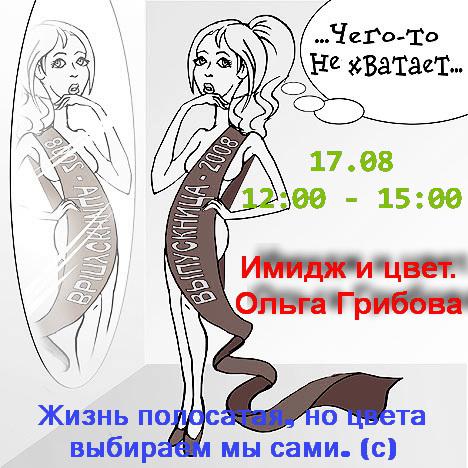 ...Чего-то
Не хватает...
17.08
12:00 - 15:00
Имидж и цвет.
Ольга Грибова
ВЫПУСКНИЦА - 2008
Жизнь полосатая, но цвета
выбираем мы сами. (с)